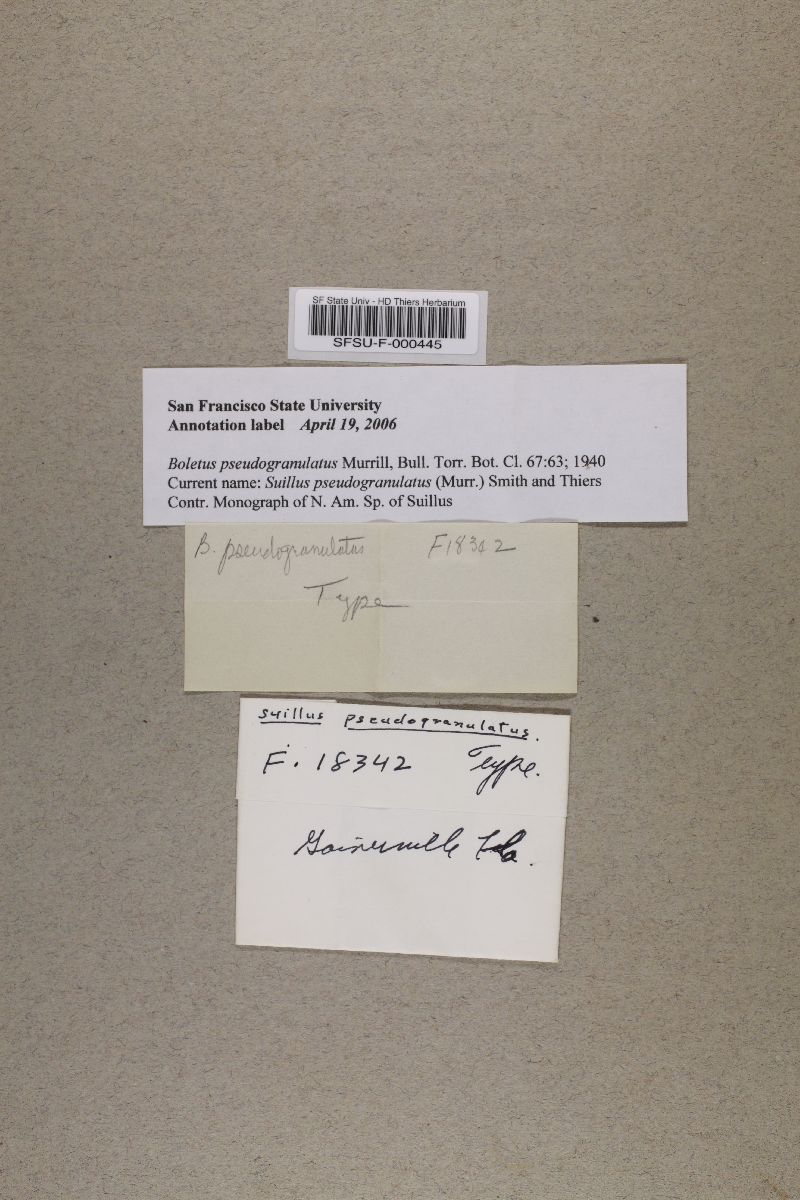 SF State Univ - HD Thiers Herbarium
SFSU-F-000445
San Francisco State University
Annotation label April 19, 2006
Boletus pseudogranulatus Murrill, Bull. Torr. Bot. Cl. 67:63; 1940
Current name: Suillus pseudogranulatus (Murr.) Smith and Thiers
Contr. Monograph of N. Am. Sp. of Suillus
B. pseudogranulatus F18342
Type
Suillus pseudogranulatus.
F. 18342 Type.
Gainesville Fla.